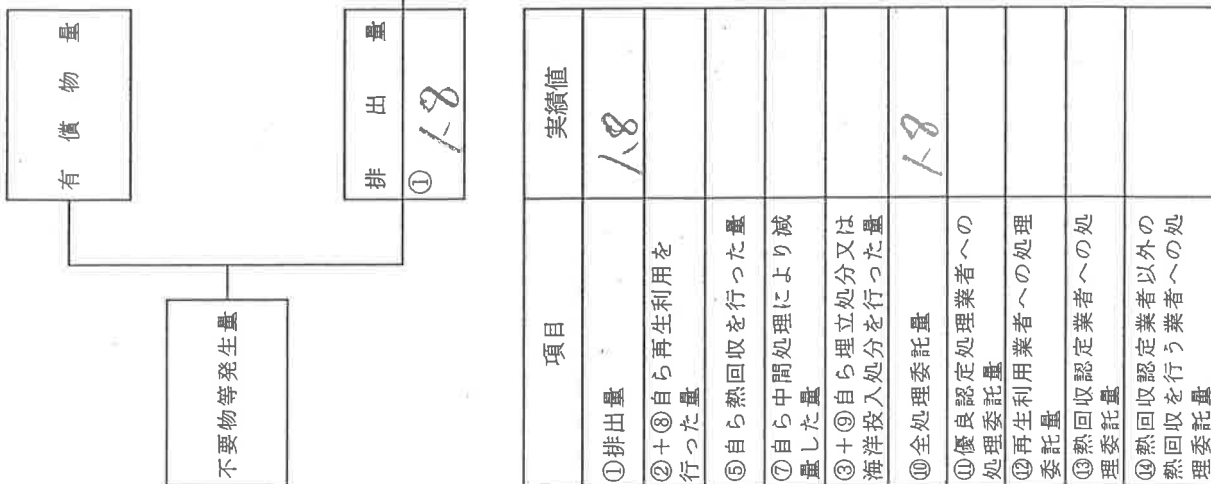 有償物量
不要物等発生量
排出量
①
1.8
項目
実績値
①排出量
1.8
②+⑧自ら再生利用を
行った量
⑤自ら熱回収を行った量
⑦自ら中間処理により減
量した量
③+⑨自ら埋立処分又は
海洋投入処分を行った量
⑩全処理委託量
1.8
⑪優良認定処理業者への
処理委託量
⑫再生利用業者への処理
委託量
⑬熱回収認定業者への処
理委託量
⑭熱回収認定業者以外の
熱回収を行う業者への処
理委託量